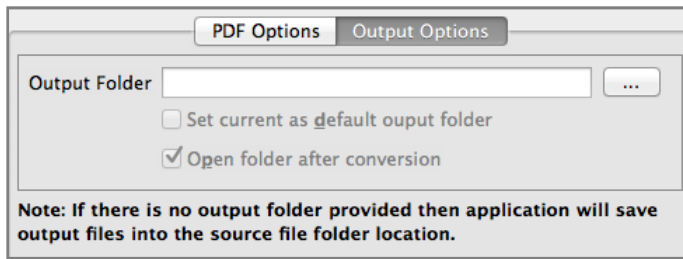 PDF Options Output Options
Output Folder ...
Set current as default ouput folder
Open folder after conversion
Note: If there is no output folder provided then application will save
output files into the source file folder location.